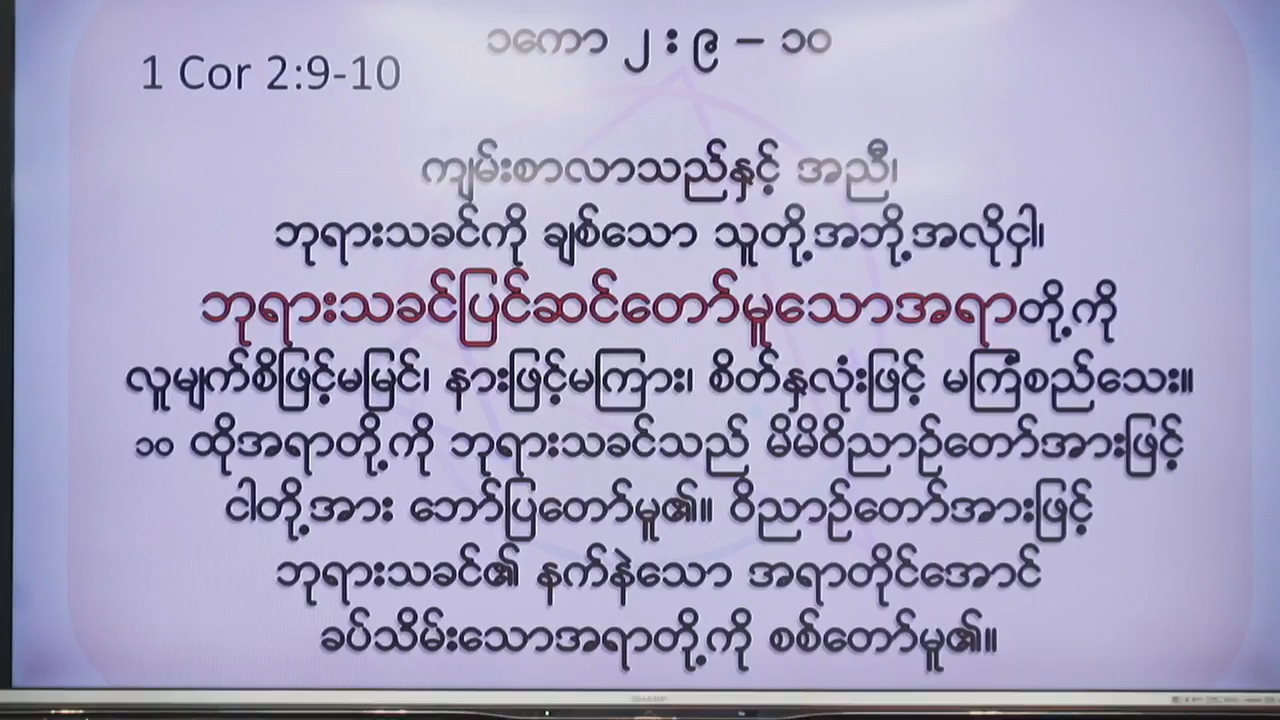 ၁ကော ၂ : ၉ – ၁၀
1 Cor 2:9-10
ကျမ်းစာလာသည်နှင့် အညီ၊
ဘုရားသခင်ကို ချစ်သော သူတို့အဘို့အလိုငှါ၊
ဘုရားသခင်ပြင်ဆင်တော်မူသောအရာတို့ကို
လူမျက်စိဖြင့်မမြင်၊ နားဖြင့်မကြား၊ စိတ်နှလုံးဖြင့် မကြံစည်သေး။
၁၀ ထိုအရာတို့ကို ဘုရားသခင်သည် မိမိဝိညာဉ်တော်အားဖြင့်
ငါတို့အား ဘော်ပြတော်မူ၏။ ဝိညာဉ်တော်အားဖြင့်
ဘုရားသခင်၏ နက်နဲသော အရာတိုင်အောင်
ခပ်သိမ်းသောအရာတို့ကို စစ်တော်မူ၏။